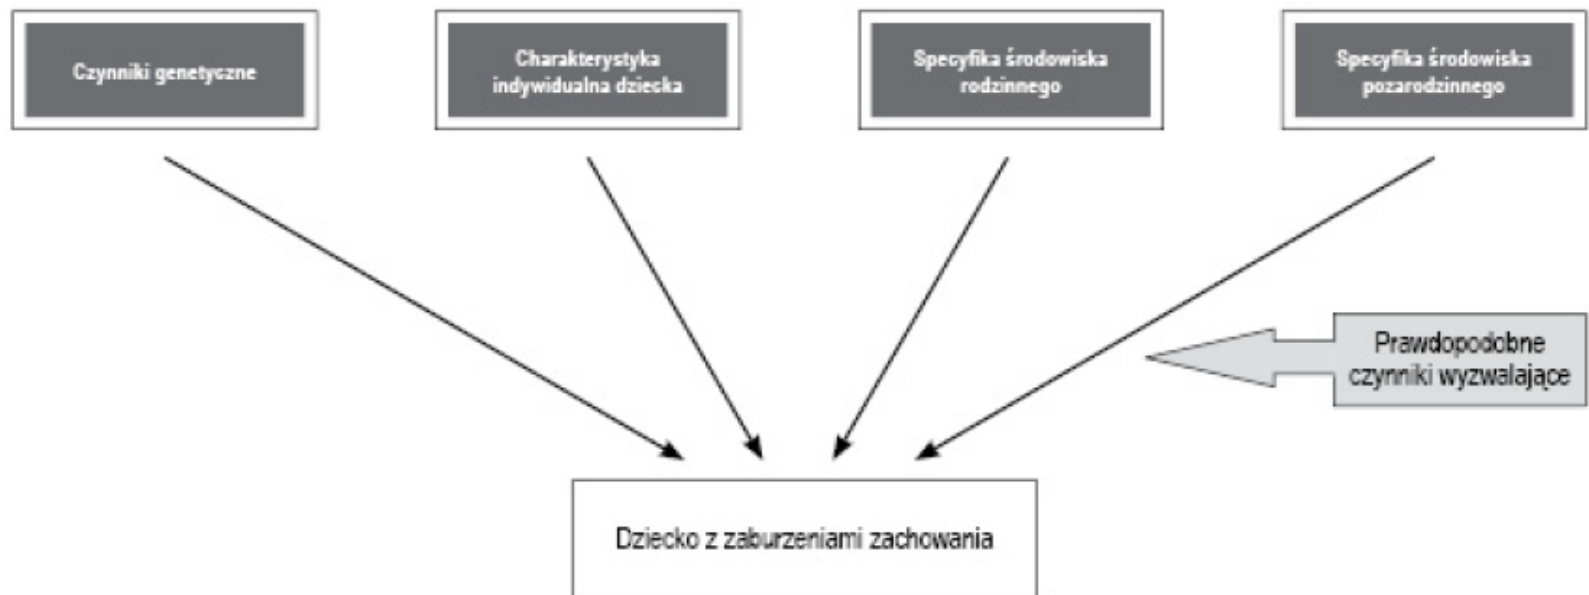 Czynniki genetyczne
Charakterystyka
indywidualna dziecka
Specyfika środowiska
rodzinnego
Specyfika środowiska
pozarodzinnego
Prawdopodobne
czynniki wyzwalające
Dziecko z zaburzeniami zachowania